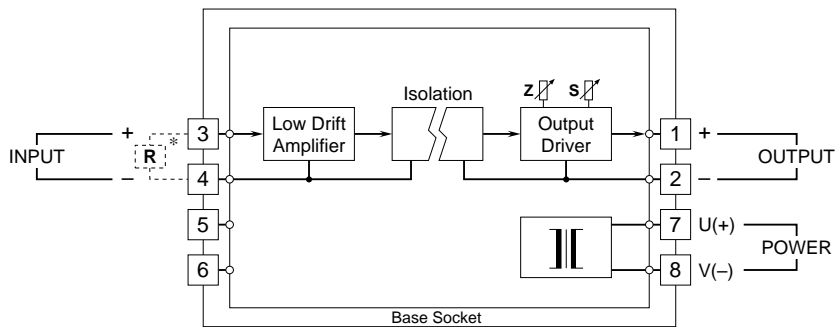 Isolation
Z S
+ * 3 Low Drift Output 1 +
INPUT R Amplifier Driver OUTPUT
– 4 2 –
5 7 U(+)
POWER
6 8 V(–)
Base Socket